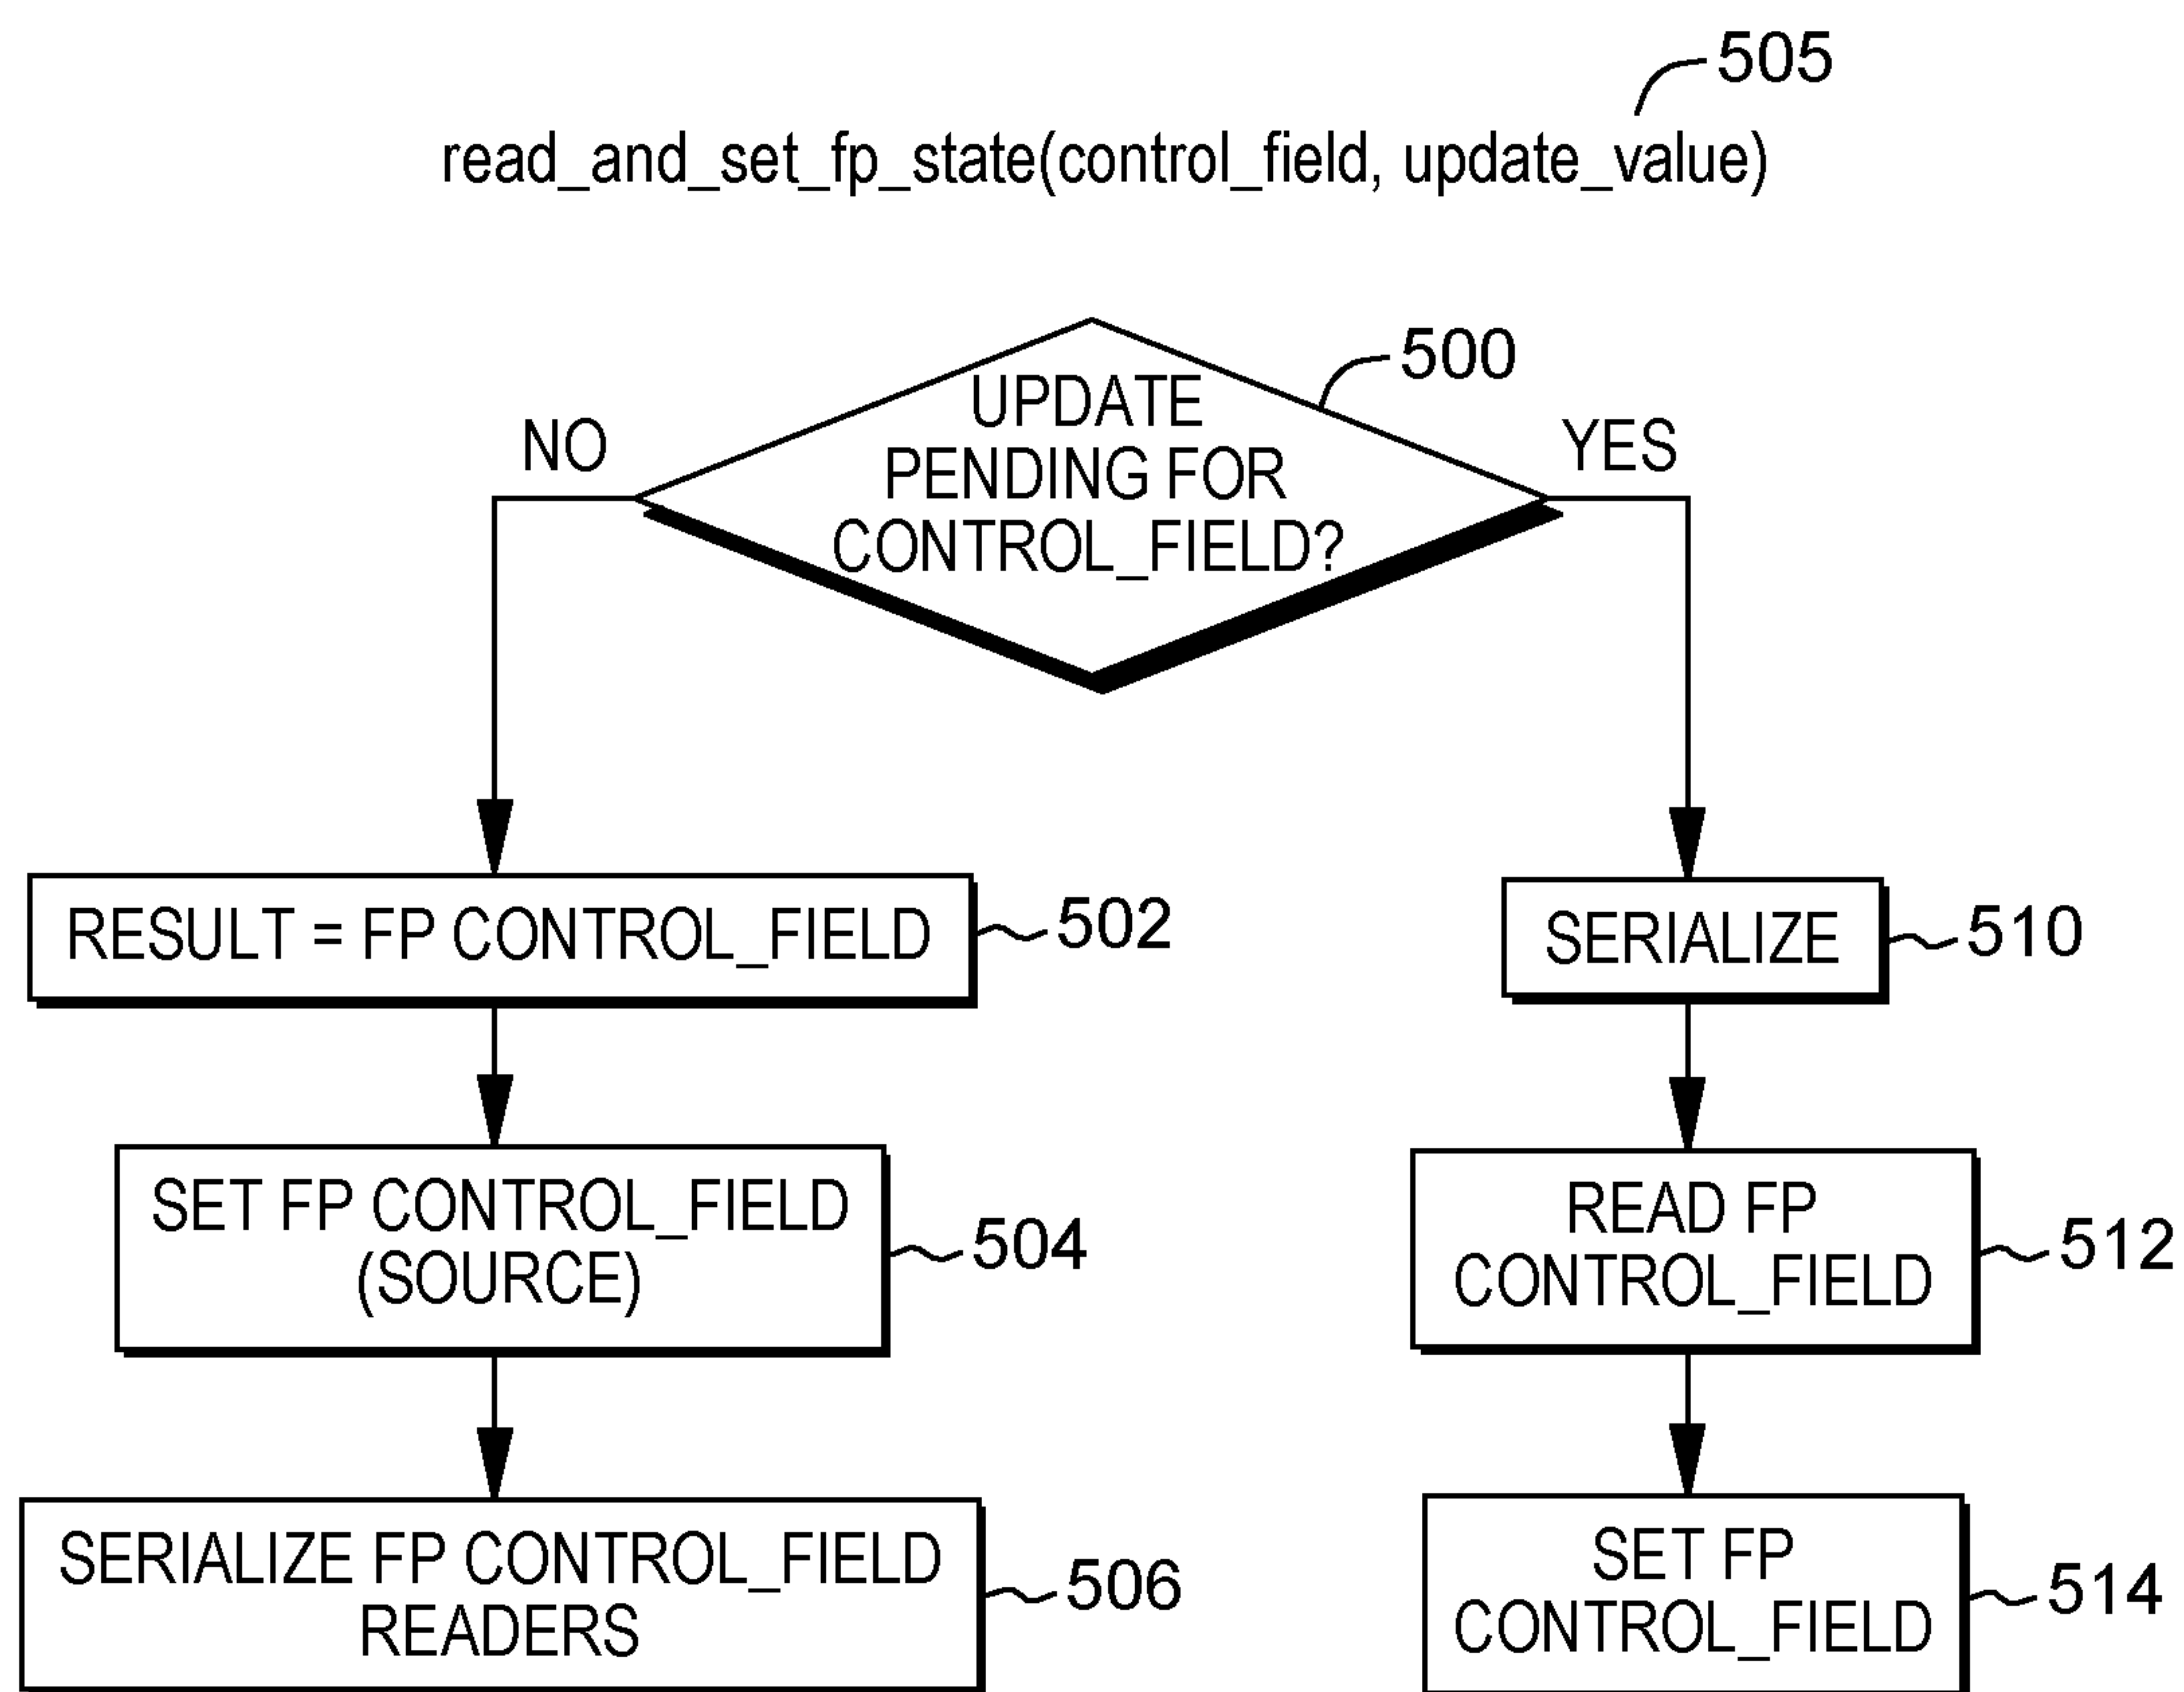 505
read_and_set_fp_state(control_field, update_value)
500
UPDATE
PENDING FOR
CONTROL_FIELD?
NO
YES
RESULT = FP CONTROL_FIELD
502
SERIALIZE
510
SET FP CONTROL_FIELD
(SOURCE)
504
READ FP
CONTROL_FIELD
512
SERIALIZE FP CONTROL_FIELD
READERS
506
SET FP
CONTROL_FIELD
514